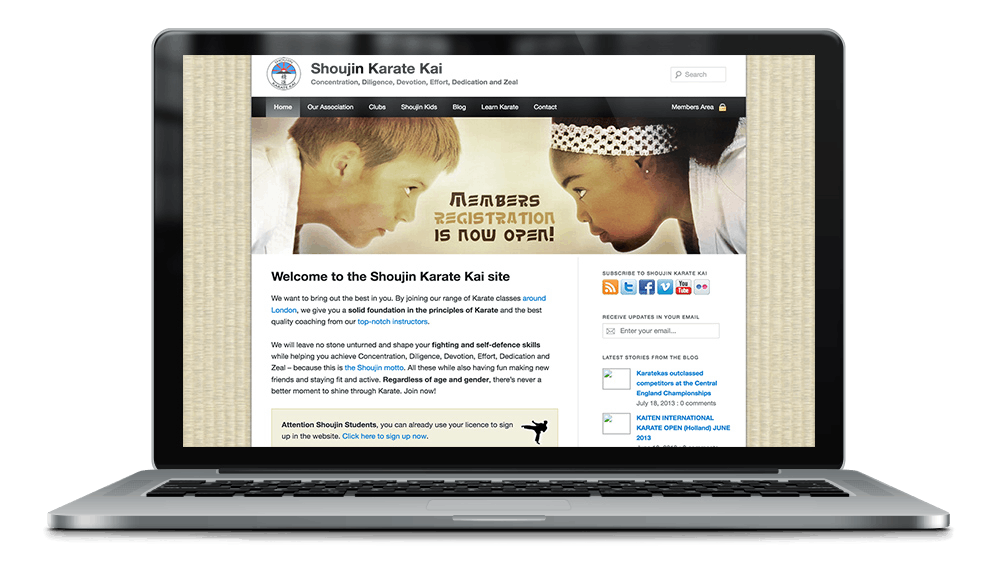 Shoujin Karate Kai
Concentration, Diligence, Devotion, Effort, Dedication and Zeal
Search
SHOUJIN
精
進
KARATE KAI
Home Our Association Clubs Shoujin Kids Blog Learn Karate Contact Members Area
MEMBERS
REGISTRATION
IS NOW OPEN!
Welcome to the Shoujin Karate Kai site
We want to bring out the best in you. By joining our range of Karate classes around
London, we give you a solid foundation in the principles of Karate and the best
quality coaching from our top-notch instructors.
We will leave no stone unturned and shape your fighting and self-defence skills
while helping you achieve Concentration, Diligence, Devotion, Effort, Dedication and
Zeal – because this is the Shoujin motto. All these while also having fun making new
friends and staying fit and active. Regardless of age and gender, there's never a
better moment to shine through Karate. Join now!
Attention Shoujin Students, you can already use your licence to sign
up in the website. Click here to sign up now.
SUBSCRIBE TO SHOUJIN KARATE KAI
You
Tube
RECEIVE UPDATES IN YOUR EMAIL
Enter your email...
LATEST STORIES FROM THE BLOG
Karatekas outclassed
competitors at the Central
England Championships
July 18, 2013 : 0 comments
KAITEN INTERNATIONAL
KARATE OPEN (Holland) JUNE
2013